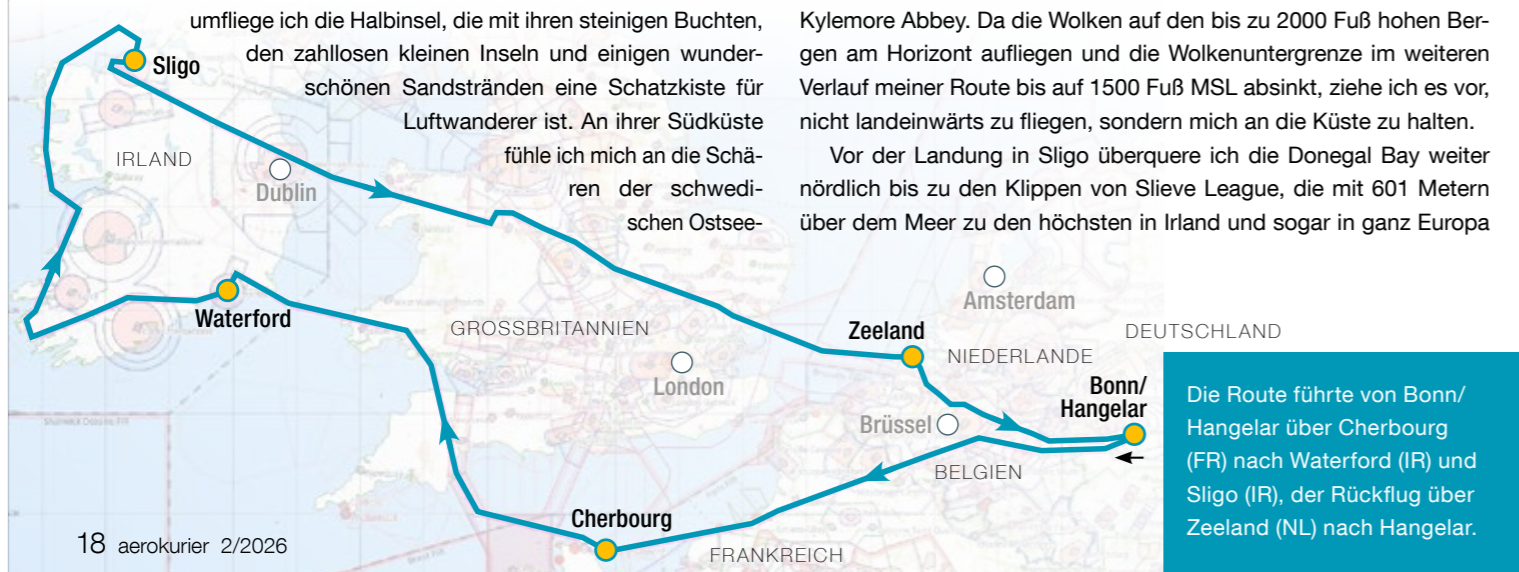 umfliege ich die Halbinsel, die mit ihren steinigen Buchten,
den zahllosen kleinen Inseln und einigen wunder-
schönen Sandstränden eine Schatzkiste für
Luftwanderer ist. An ihrer Südküste
fühle ich mich an die Schä-
ren der schwedi-
schen Ostsee-
Kylemore Abbey. Da die Wolken auf den bis zu 2000 Fuß hohen Ber-
gen am Horizont aufliegen und die Wolkenuntergrenze im weiteren
Verlauf meiner Route bis auf 1500 Fuß MSL absinkt, ziehe ich es vor,
nicht landeinwärts zu fliegen, sondern mich an die Küste zu halten.
Vor der Landung in Sligo überquere ich die Donegal Bay weiter
nördlich bis zu den Klippen von Slieve League, die mit 601 Metern
über dem Meer zu den höchsten in Irland und sogar in ganz Europa
Sligo
IRLAND
Dublin
Waterford
GROSSBRITANNIEN
London
Amsterdam
Zeeland
NIEDERLANDE
DEUTSCHLAND
Bonn/
Hangelar
Brüssel
BELGIEN
Cherbourg
FRANKREICH
Die Route führte von Bonn/
Hangelar über Cherbourg
(FR) nach Waterford (IR) und
Sligo (IR), der Rückflug über
Zeeland (NL) nach Hangelar.
18 aerokurier 2/2026